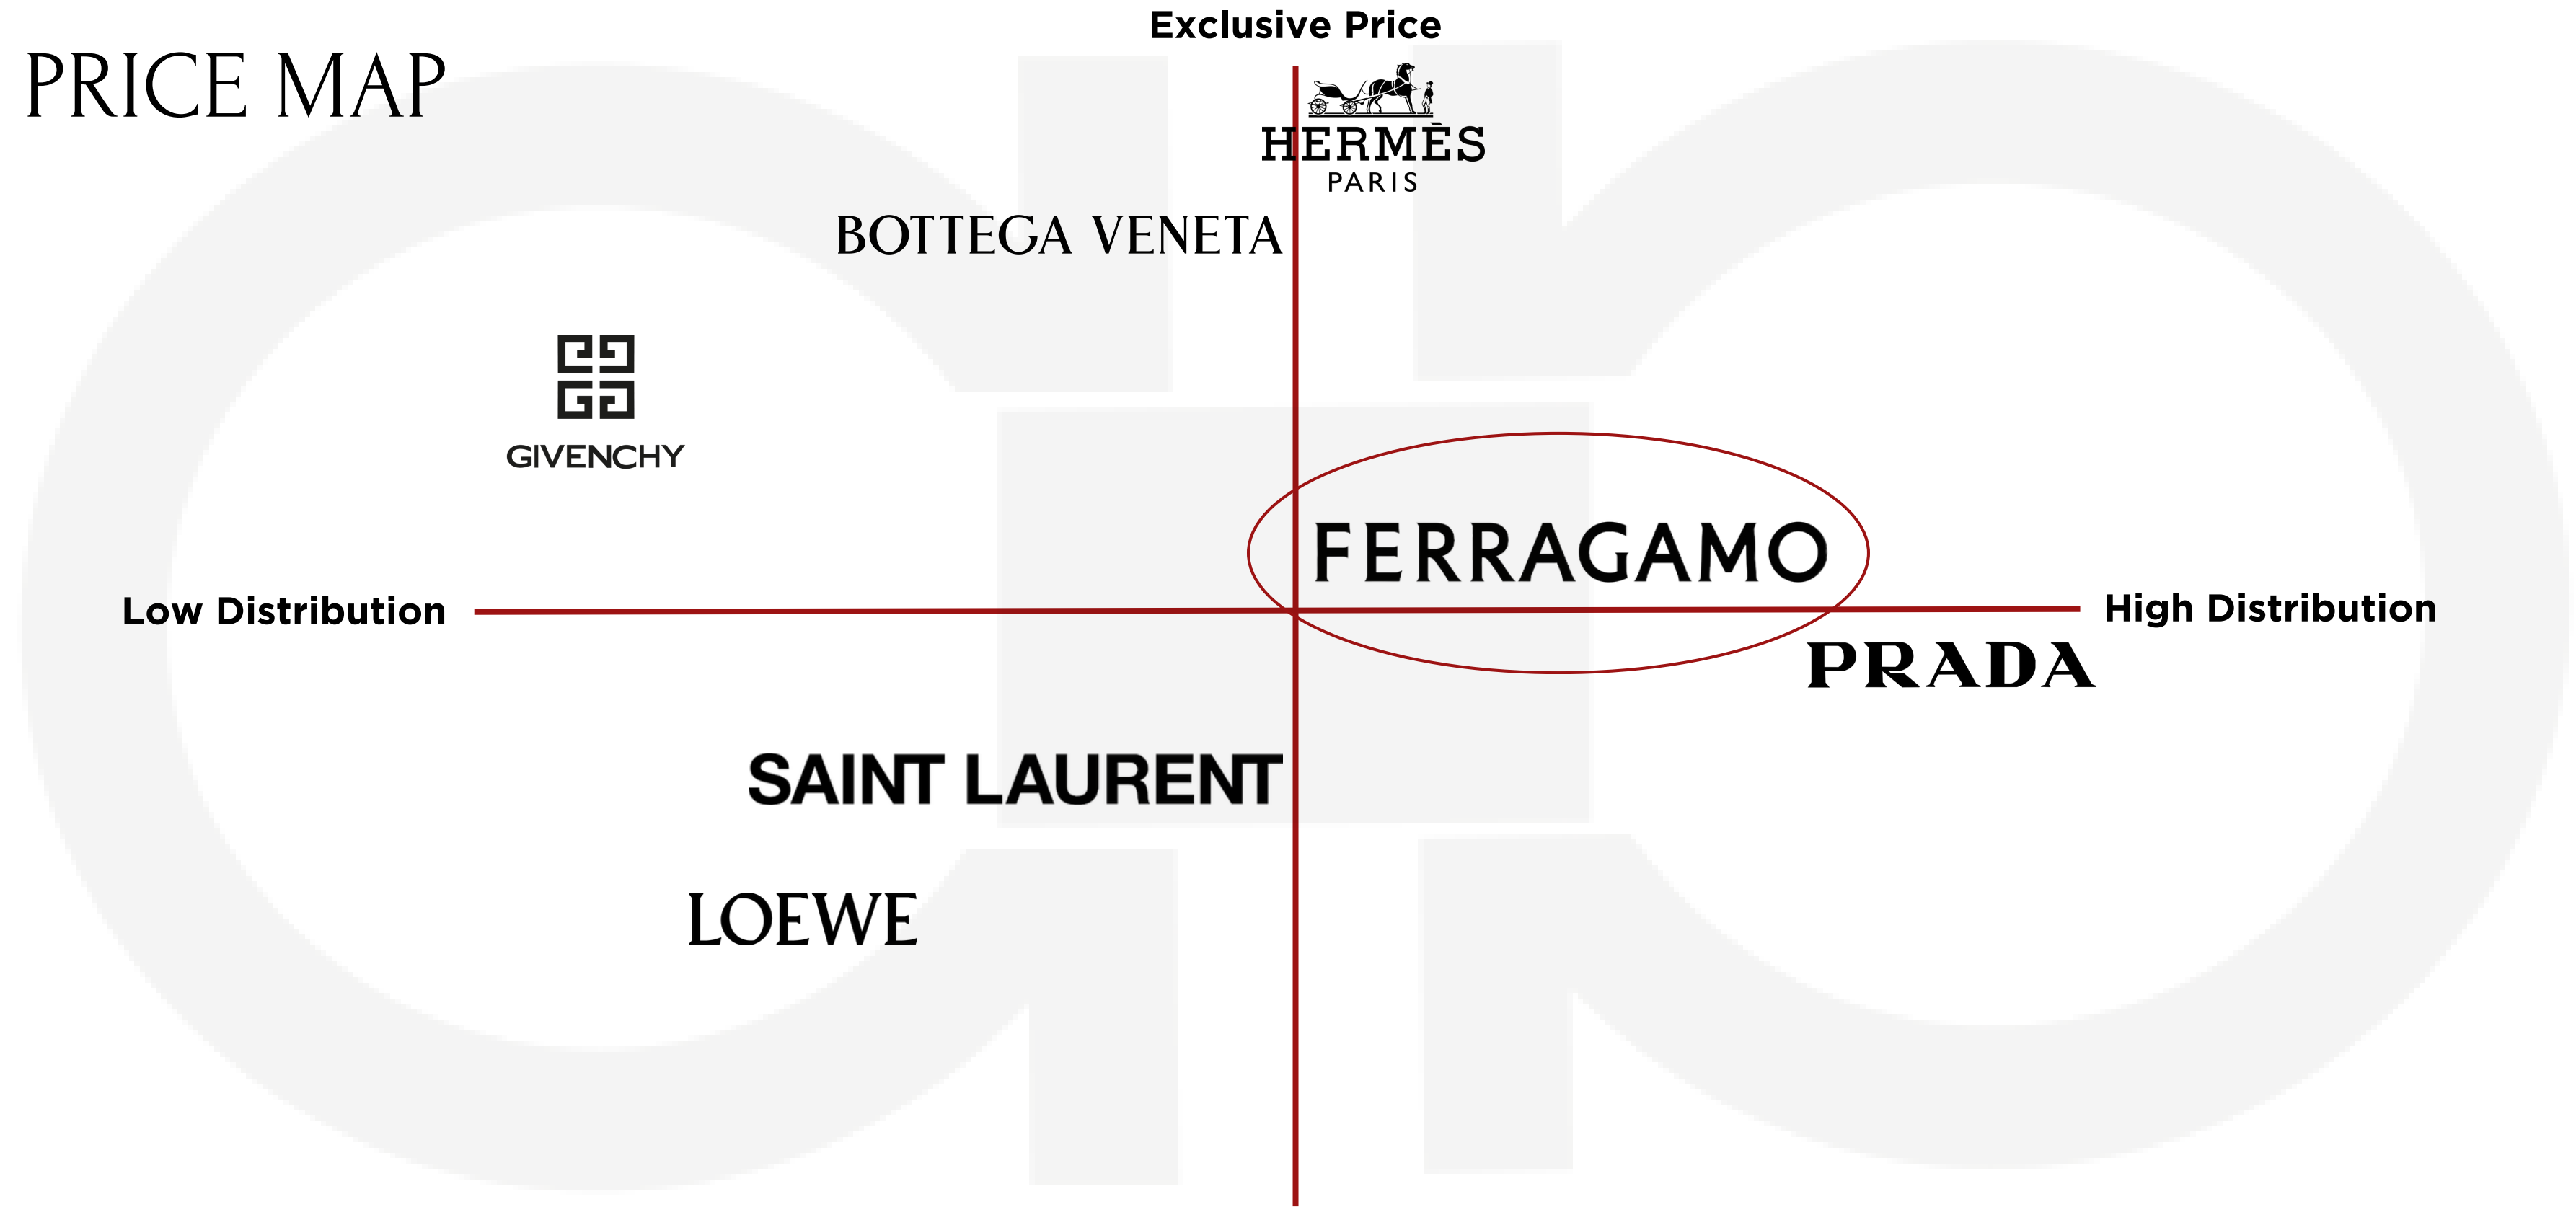 Exclusive Price
PRICE MAP
HERMÈS
PARIS
BOTTEGA VENETA
GIVENCHY
FERRAGAMO
Low Distribution
High Distribution
PRADA
SAINT LAURENT
LOEWE